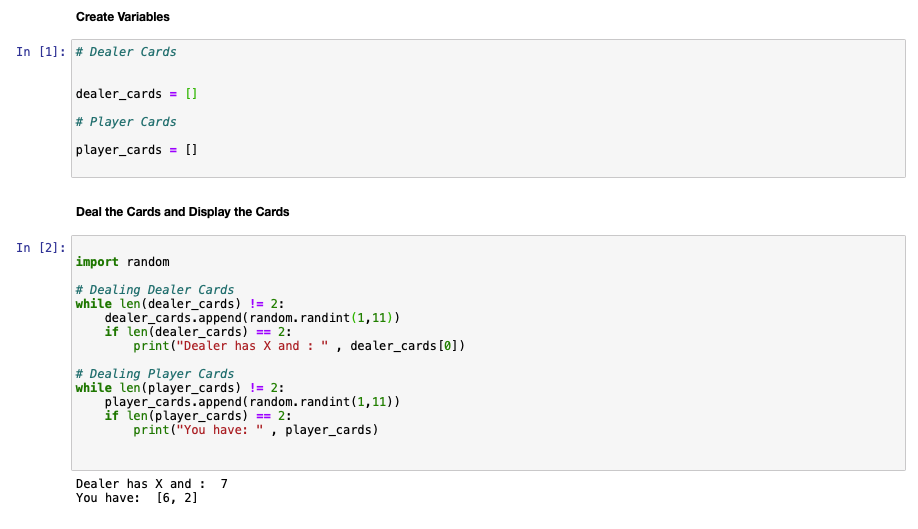 Create Variables
In [1]: # Dealer Cards
dealer_cards = []
# Player Cards
player_cards = []
Deal the Cards and Display the Cards
In [2]:
import random
# Dealing Dealer Cards
while len(dealer_cards) != 2:
    dealer_cards.append(random.randint(1,11))
    if len(dealer_cards) == 2:
        print("Dealer has X and : " , dealer_cards[0])
# Dealing Player Cards
while len(player_cards) != 2:
    player_cards.append(random.randint(1,11))
    if len(player_cards) == 2:
        print("You have: " , player_cards)
Dealer has X and :  7
You have:  [6, 2]